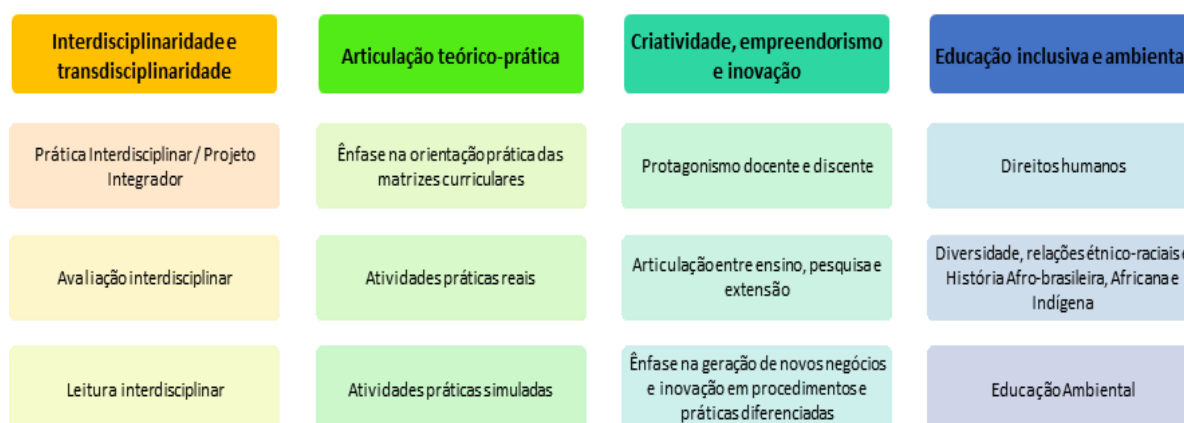 Interdisciplinaridade e
transdisciplinaridade
Articulação teórico-prática
Criatividade, empreendorismo
e inovação
Educação inclusiva e ambienta
Prática Interdisciplinar / Projeto
Integrador
Ênfase na orientação prática das
matrizes curriculares
Protagonismo docente e discente
Direitos humanos
Avaliação interdisciplinar
Atividades práticas reais
Articulação entre ensino, pesquisa e
extensão
Diversidade, relações étnico-raciais e
História Afro-brasileira, Africana e
Indígena
Leitura interdisciplinar
Atividades práticas simuladas
Ênfase na geração de novos negócios
e inovação em procedimentos e
práticas diferenciadas
Educação Ambiental